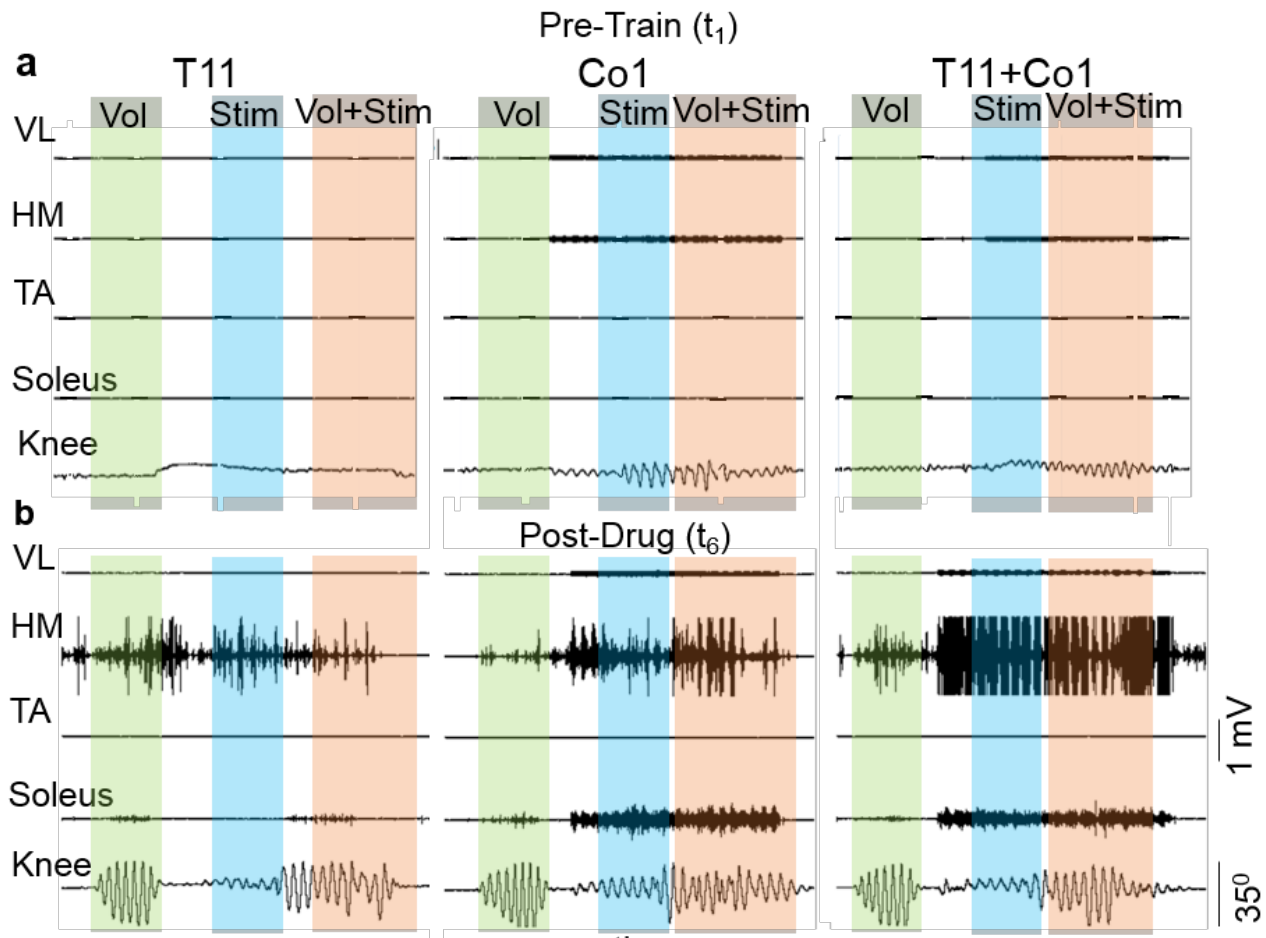 Pre-Train (t1)
a
T11 Co1 T11+Co1
Vol Stim Vol+Stim Vol Stim Vol+Stim Vol Stim Vol+Stim
VL
HM
TA
Soleus
Knee
b
Post-Drug (t6)
VL
HM
TA
1 mV
Soleus
Knee
35⁰